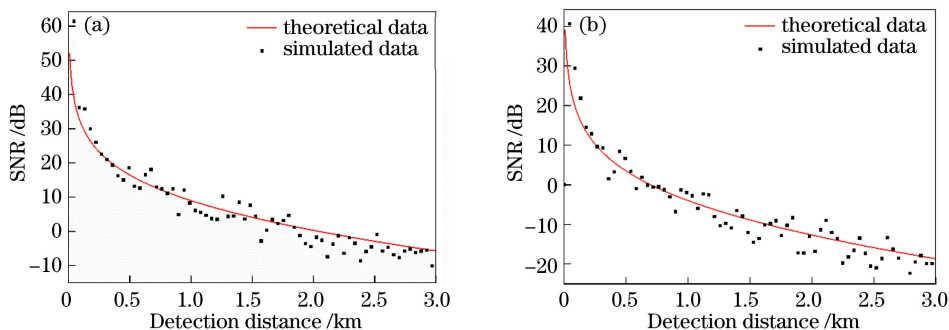 (a)
theoretical data
simulated data
60
50
40
30
20
10
0
−10
SNR /dB
0 0.5 1.0 1.5 2.0 2.5 3.0
Detection distance /km
(b)
theoretical data
simulated data
40
30
20
10
0
−10
−20
SNR /dB
0 0.5 1.0 1.5 2.0 2.5 3.0
Detection distance /km